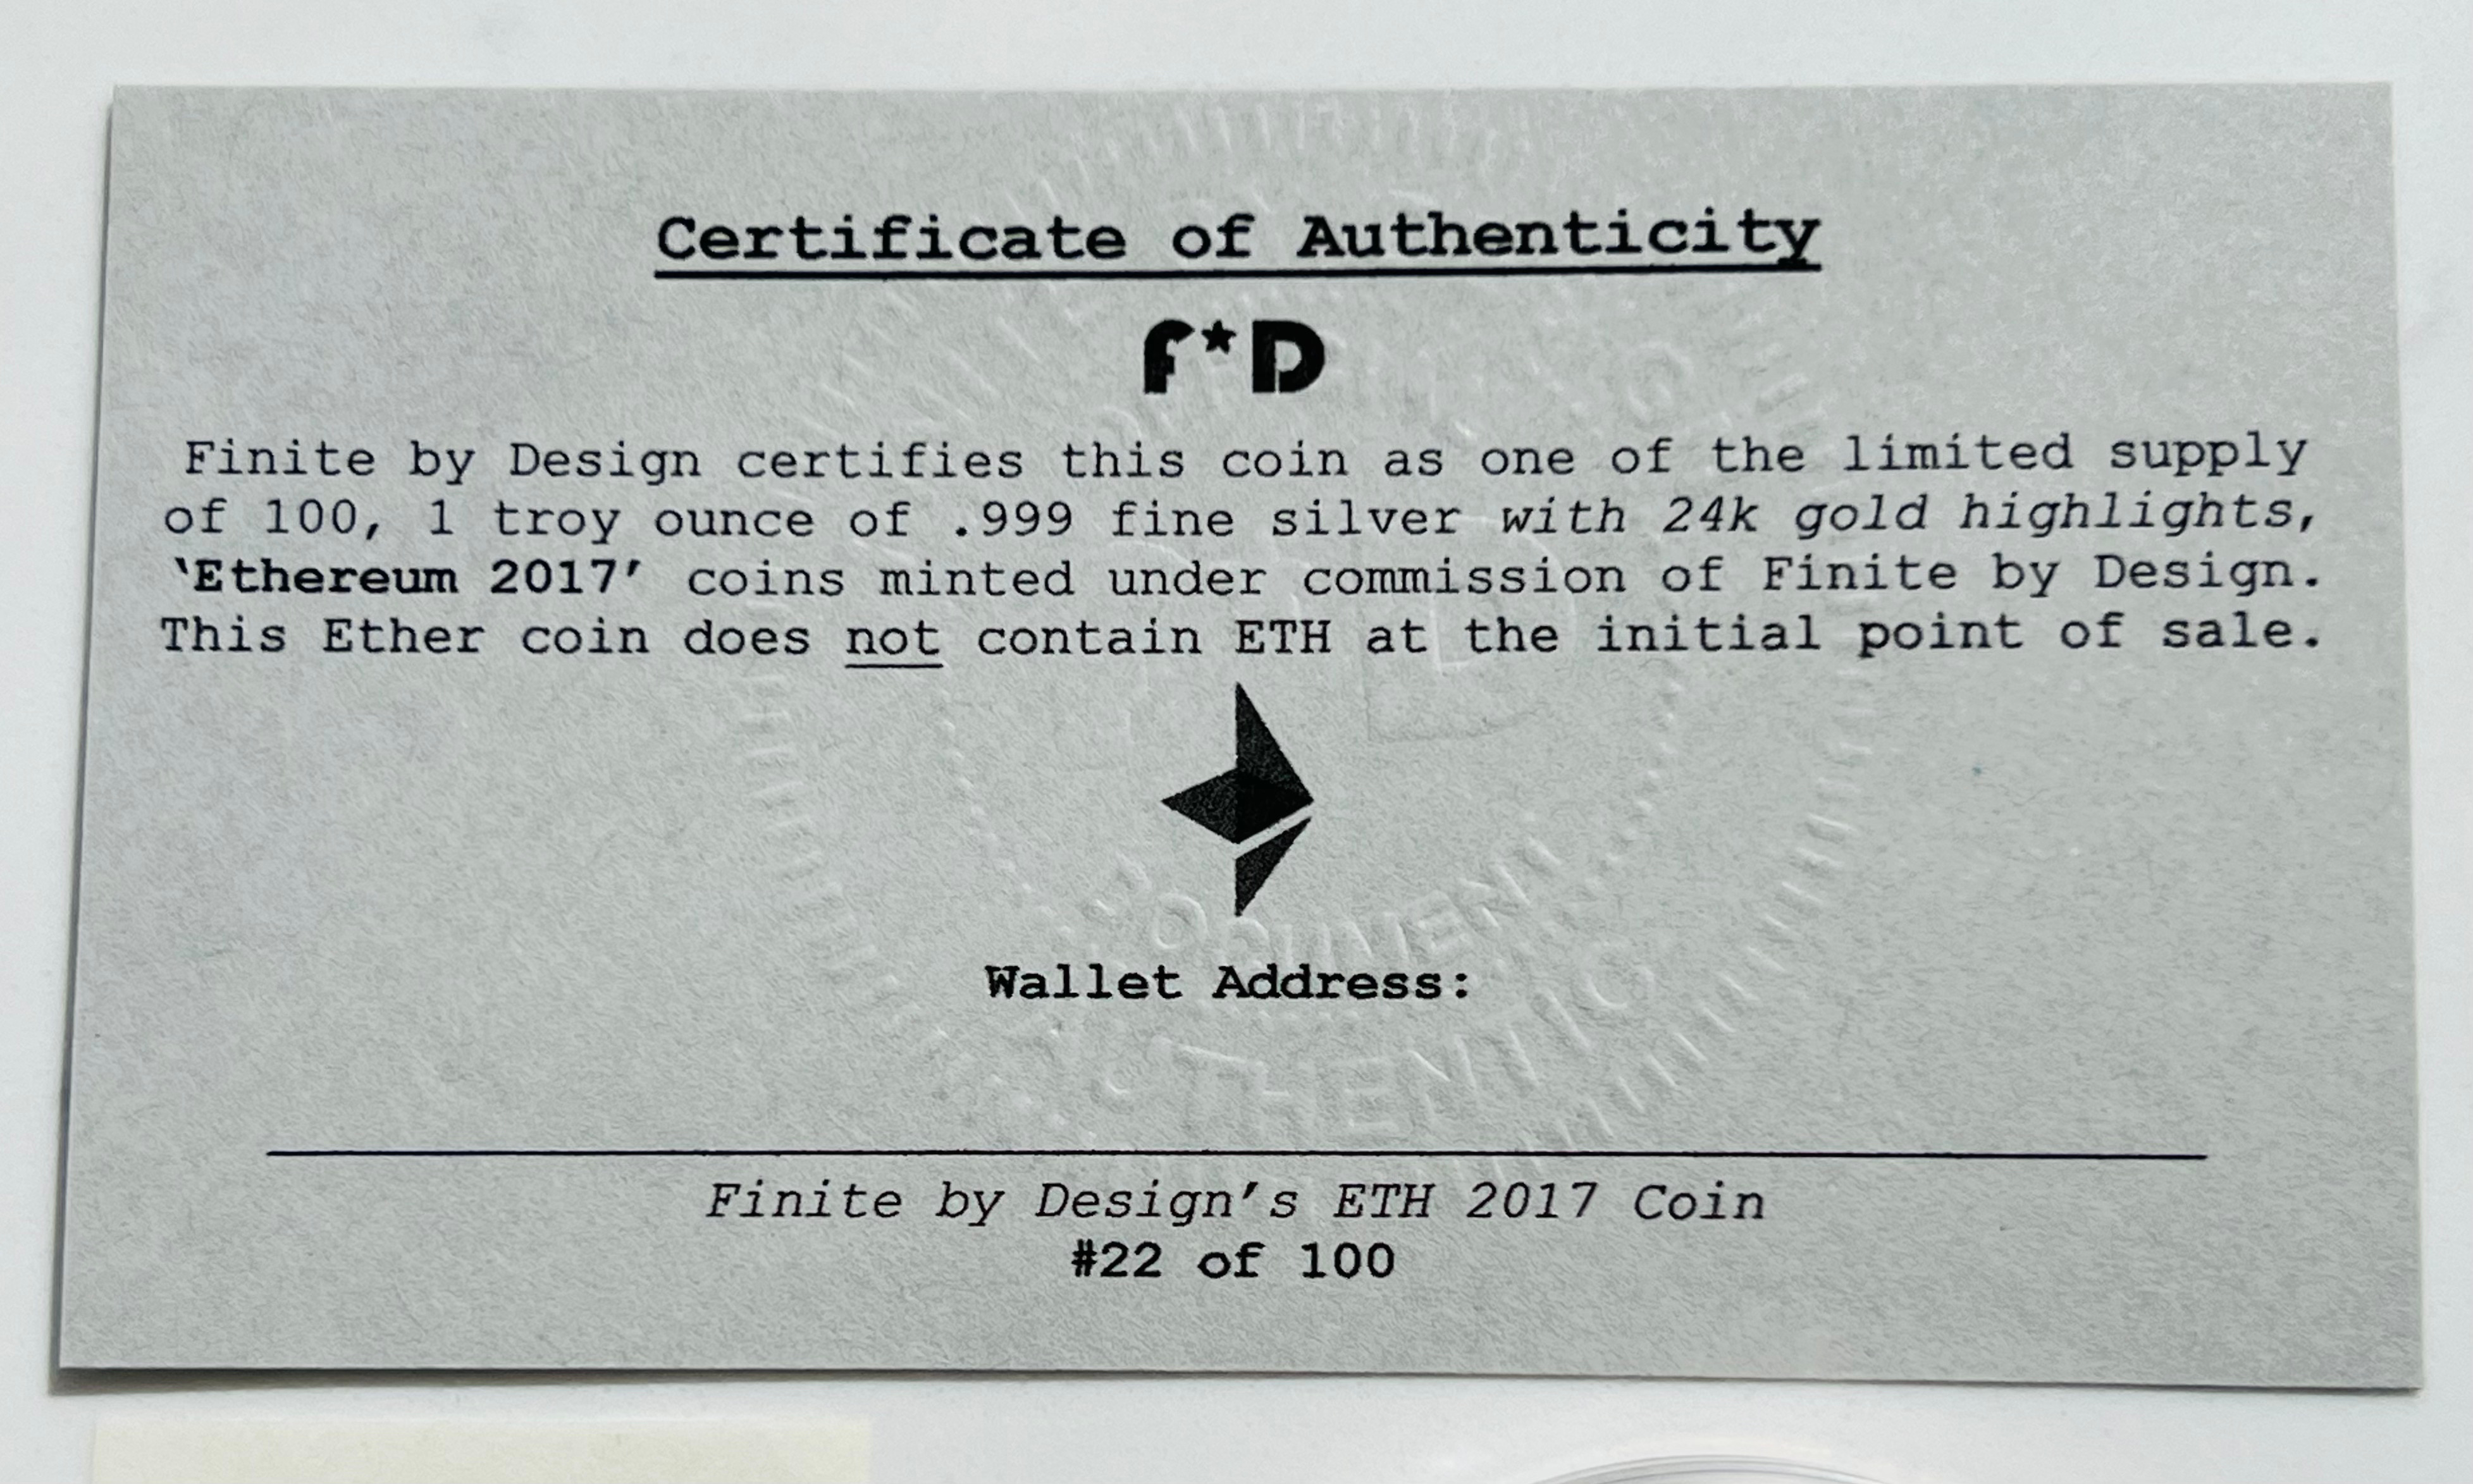 Certificate of Authenticity
F*D
Finite by Design certifies this coin as one of the limited supply
of 100, 1 troy ounce of .999 fine silver with 24k gold highlights,
‘Ethereum 2017’ coins minted under commission of Finite by Design.
This Ether coin does not contain ETH at the initial point of sale.
DOCUMENT
Wallet Address:
Finite by Design’s ETH 2017 Coin
#22 of 100